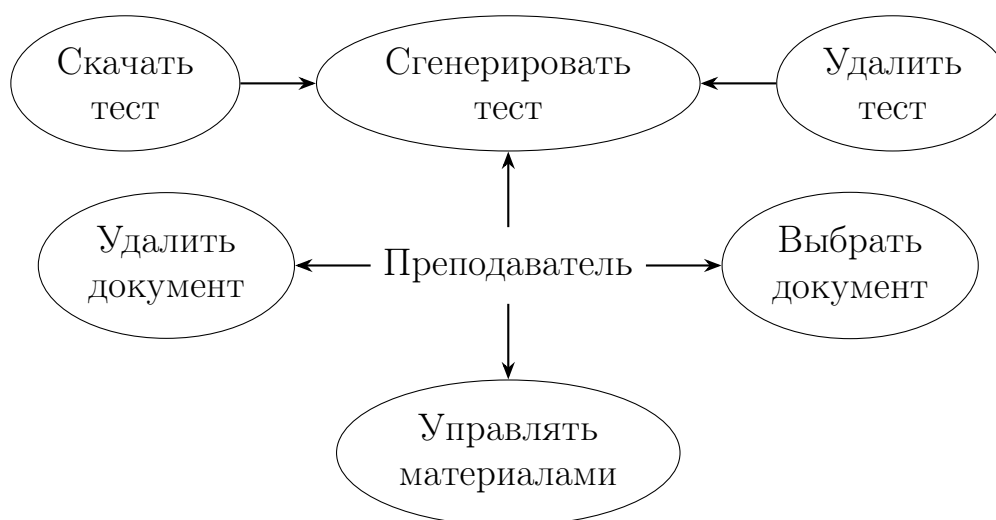 Скачать
тест
Сгенерировать
тест
Удалить
тест
Удалить
документ
Преподаватель
Выбрать
документ
Управлять
материалами